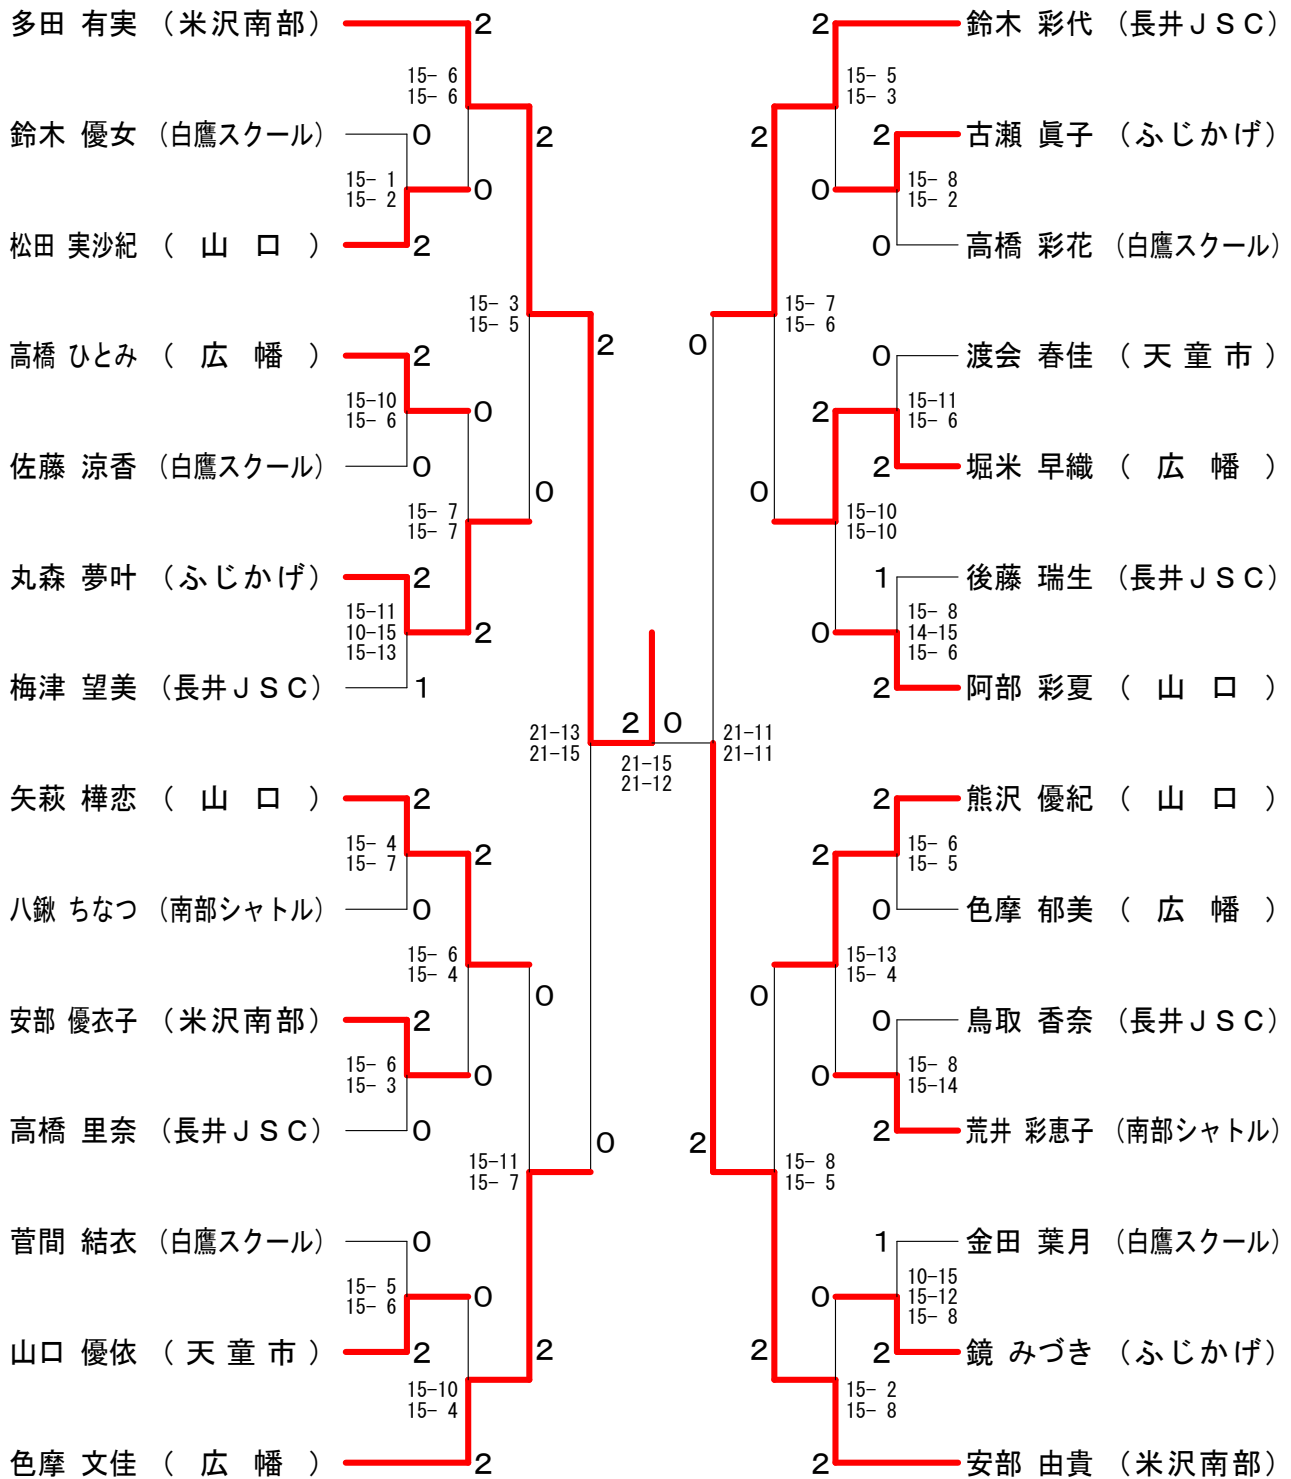 多田 有実 (米沢南部) 2
15- 6
15- 6
鈴木 優女 (白鷹スクール) 0
2
15- 1
15- 2
0
松田 実沙紀 ( 山 口 ) 2
15- 3
15- 5
2
高橋 ひとみ ( 広 幡 ) 2
15-10
15- 6
0
佐藤 涼香 (白鷹スクール) 0
0
15- 7
15- 7
丸森 夢叶 (ふじかげ) 2
15-11
10-15
15-13
2
梅津 望美 (長井JSC) 1
21-13
21-15
矢萩 樺恋 ( 山 口 ) 2
15- 4
15- 7
2
八鍬 ちなつ (南部シャトル) 0
15- 6
15- 4
0
安部 優衣子 (米沢南部) 2
15- 6
15- 3
0
高橋 里奈 (長井JSC) 0
0
15-11
15- 7
菅間 結衣 (白鷹スクール) 0
15- 5
15- 6
0
山口 優依 (天童市) 2
2
15-10
15- 4
色摩 文佳 ( 広 幡 ) 2
2 0
21-15
21-12
2 鈴木 彩代 (長井JSC)
15- 5
15- 3
2
2 古瀬 眞子 (ふじかげ)
15- 8
15- 2
0
0 高橋 彩花 (白鷹スクール)
15- 7
15- 6
0
0 渡会 春佳 (天童市)
15-11
15- 6
2
2 堀米 早織 ( 広 幡 )
0
15-10
15-10
1 後藤 瑞生 (長井JSC)
15- 8
14-15
15- 6
0
2 阿部 彩夏 ( 山 口 )
21-11
21-11
2 熊沢 優紀 ( 山 口 )
15- 6
15- 5
2
0 色摩 郁美 ( 広 幡 )
15-13
15- 4
0
0 鳥取 香奈 (長井JSC)
15- 8
15-14
0
2 荒井 彩恵子 (南部シャトル)
2
15- 8
15- 5
1 金田 葉月 (白鷹スクール)
10-15
15-12
15- 8
0
2 鏡 みづき (ふじかげ)
2
15- 2
15- 8
2 安部 由貴 (米沢南部)